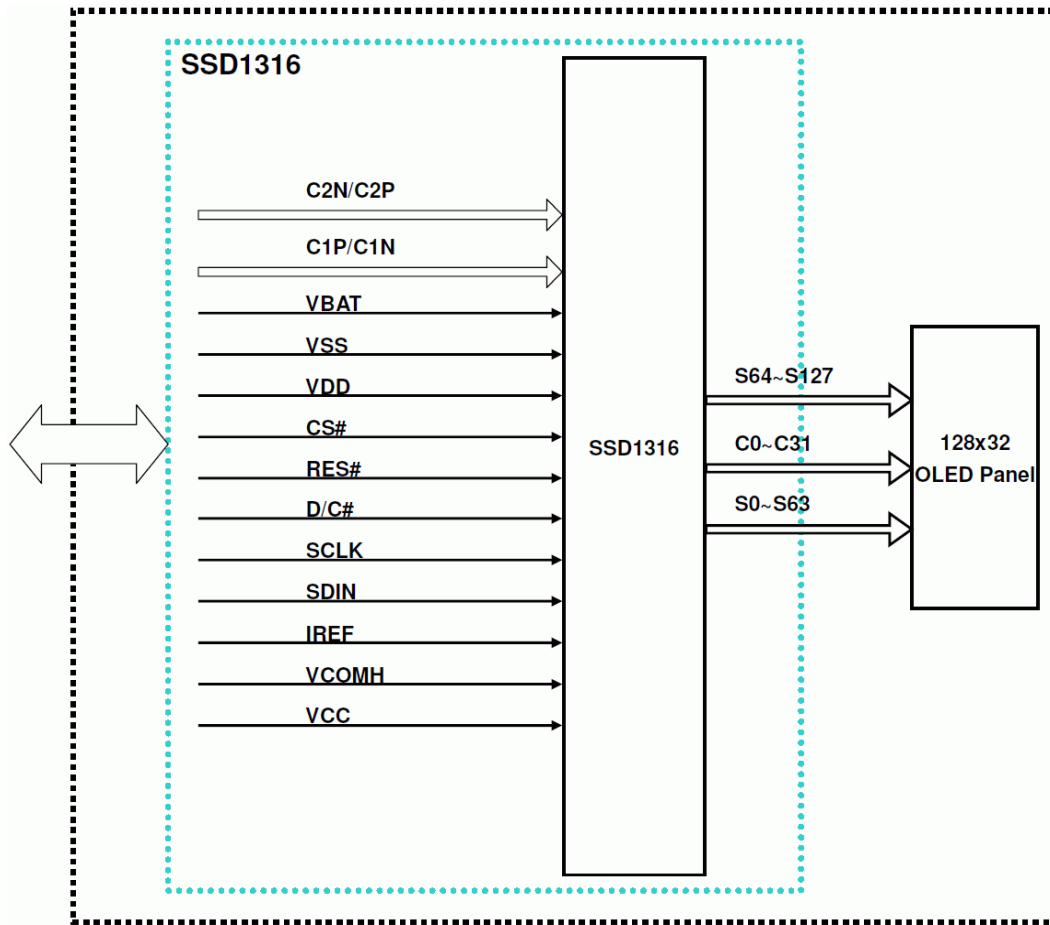 SSD1316
C2N/C2P
C1P/C1N
VBAT
VSS
VDD
CS#
RES#
D/C#
SCLK
SDIN
IREF
VCOMH
VCC
SSD1316
S64~S127
C0~C31
S0~S63
128x32
OLED Panel